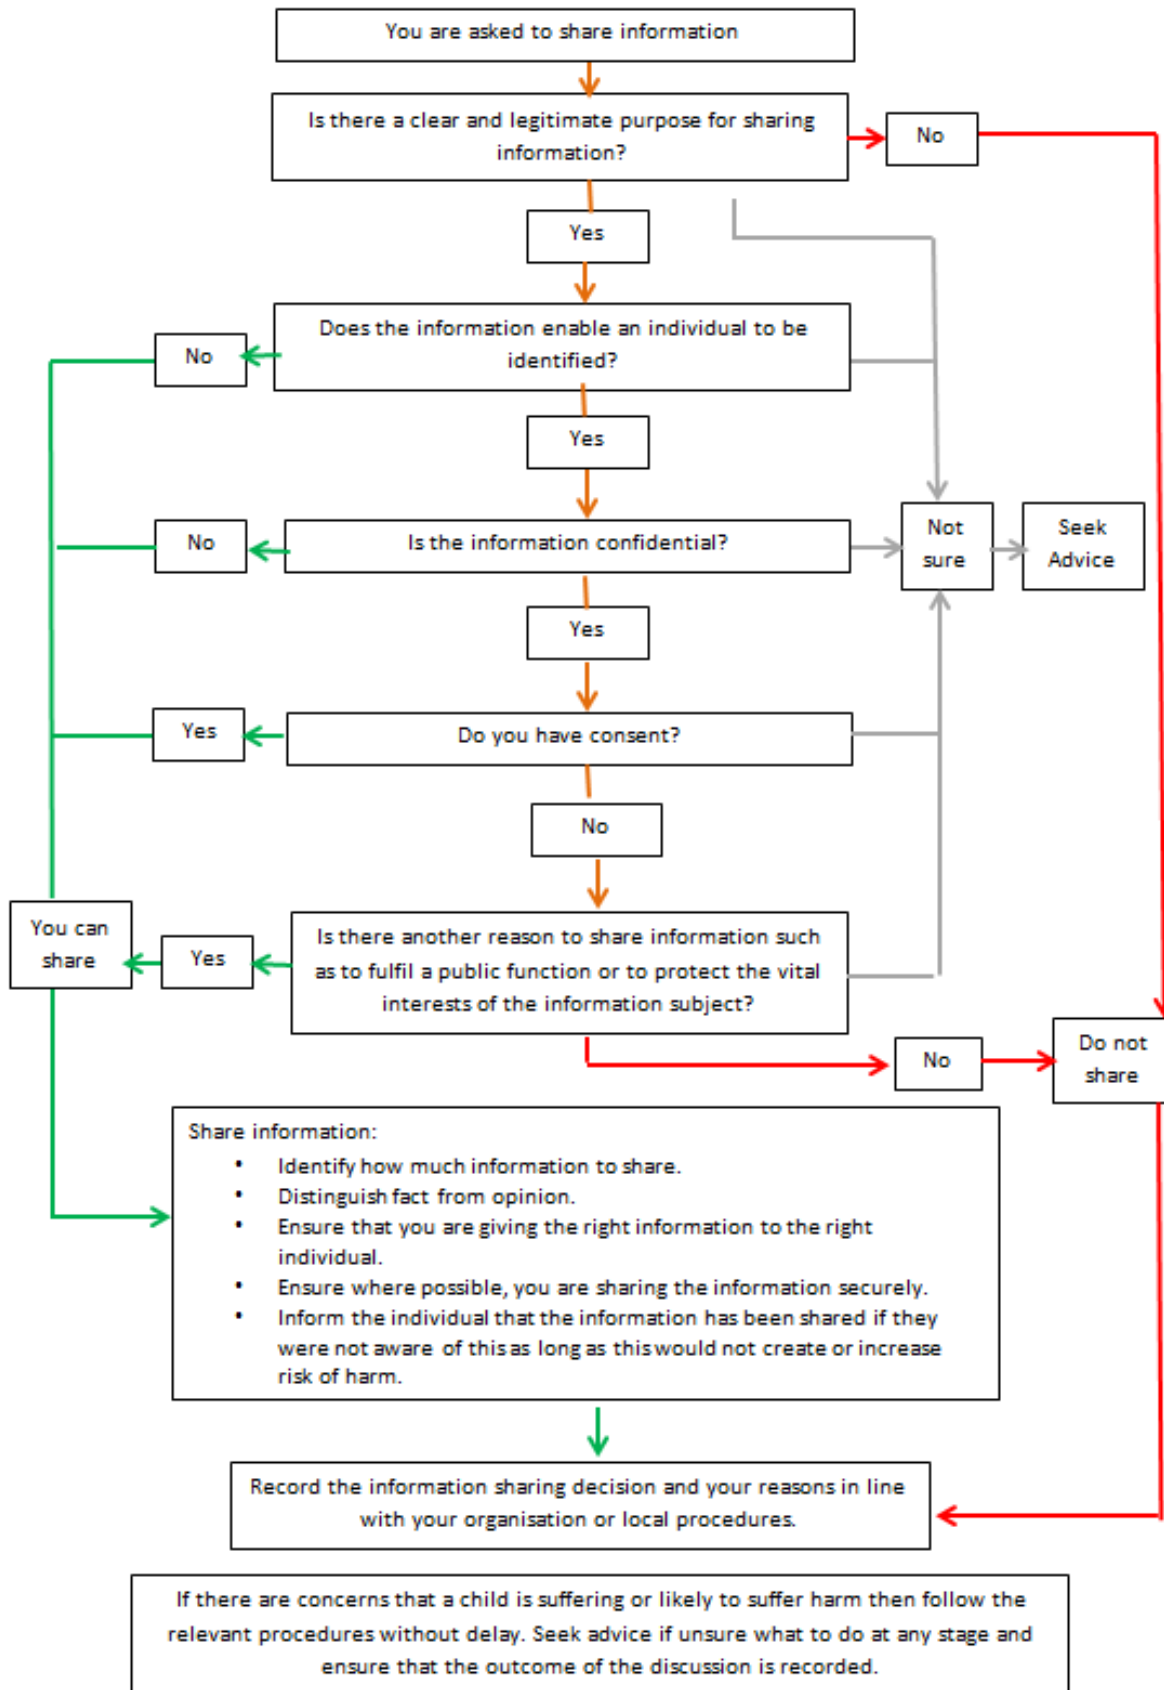 You are asked to share information
Is there a clear and legitimate purpose for sharing
information?
No
Yes
Does the information enable an individual to be
identified?
No
Yes
Is the information confidential?
No
Not
sure
Seek
Advice
Yes
Do you have consent?
Yes
No
Is there another reason to share information such
as to fulfil a public function or to protect the vital
interests of the information subject?
Yes
You can
share
No
Do not
share
Share information:
• Identify how much information to share.
• Distinguish fact from opinion.
• Ensure that you are giving the right information to the right
individual.
• Ensure where possible, you are sharing the information securely.
• Inform the individual that the information has been shared if they
were not aware of this as long as this would not create or increase
risk of harm.
Record the information sharing decision and your reasons in line
with your organisation or local procedures.
If there are concerns that a child is suffering or likely to suffer harm then follow the
relevant procedures without delay. Seek advice if unsure what to do at any stage and
ensure that the outcome of the discussion is recorded.